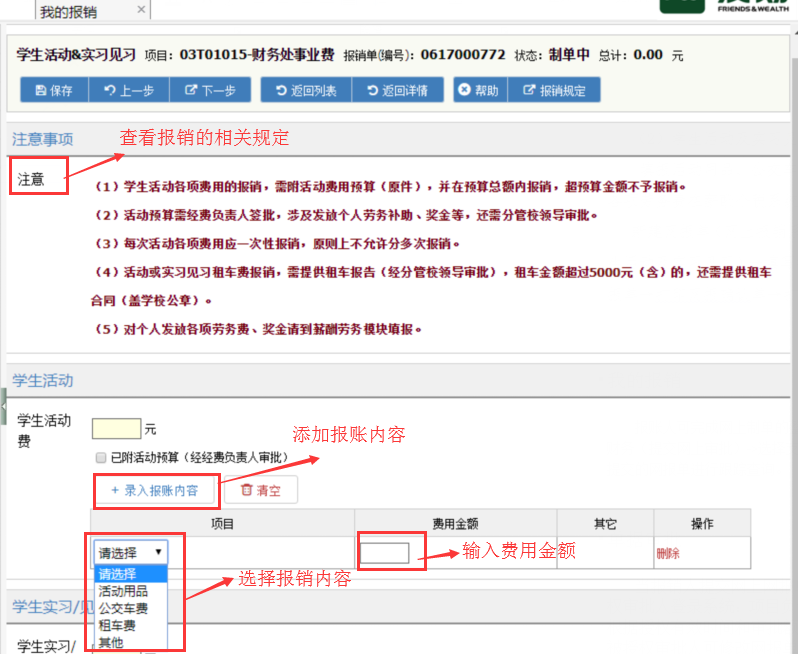 我的报销 ×
FRIENDS&WEALTH
学生活动&实习见习 项目：03T01015-财务处事业费 报销单(编号)：0617000772 状态：制单中 总计：0.00 元
保存 上一步 下一步 返回列表 返回详情 帮助 报销规定
注意事项
查看报销的相关规定
注意
（1）学生活动各项费用的报销，需附活动费用预算（原件），并在预算总额内报销，超预算金额不予报销。
（2）活动预算需经费负责人签批，涉及发放个人劳务补助、奖金等，还需分管校领导审批。
（3）每次活动各项费用应一次性报销，原则上不允许分多次报销。
（4）活动或实习见习租车费报销，需提供租车报告（经分管校领导审批），租车金额超过5000元（含）的，还需提供租车
合同（盖学校公章）。
（5）对个人发放各项劳务费、奖金请到薪酬劳务模块填报。
学生活动
学生活动
费
元
添加报账内容
已附活动预算（经经费负责人审批）
+ 录入报账内容 清空
项目 费用金额 其它 操作
请选择
输入费用金额
删除
请选择
选择报销内容
活动用品
公交车费
租车费
其他
学生实习/见
学生实习/